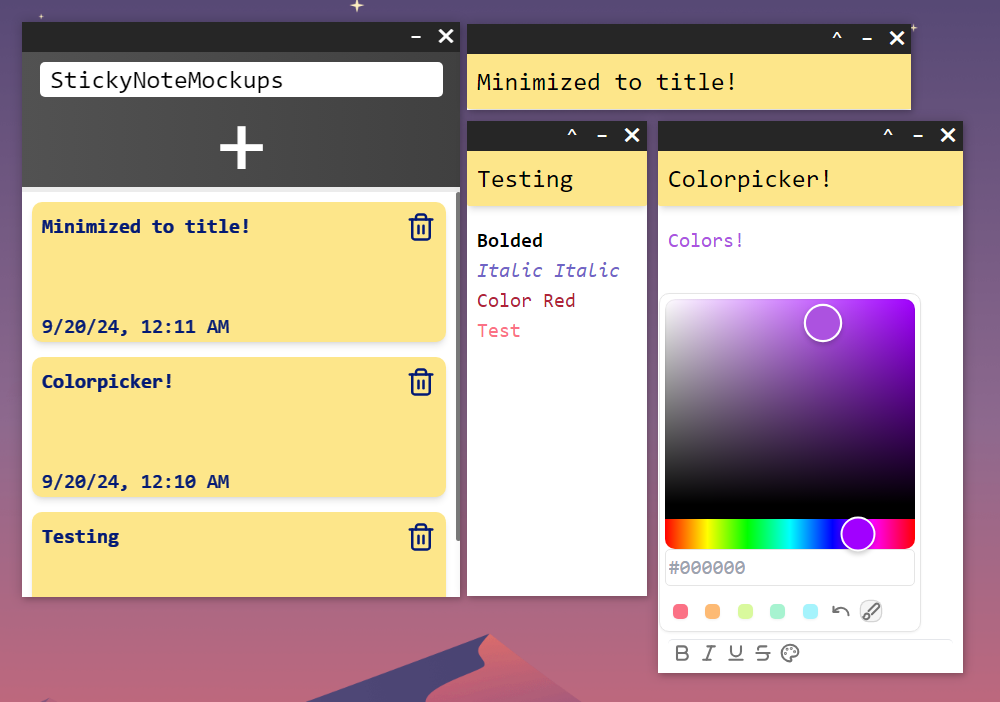 StickyNoteMockups
+
Minimized to title!
9/20/24, 12:11 AM
Colorpicker!
9/20/24, 12:10 AM
Testing
Minimized to title!
Testing
Bolded
Italic Italic
Color Red
Test
Colorpicker!
Colors!
#000000
B I U S